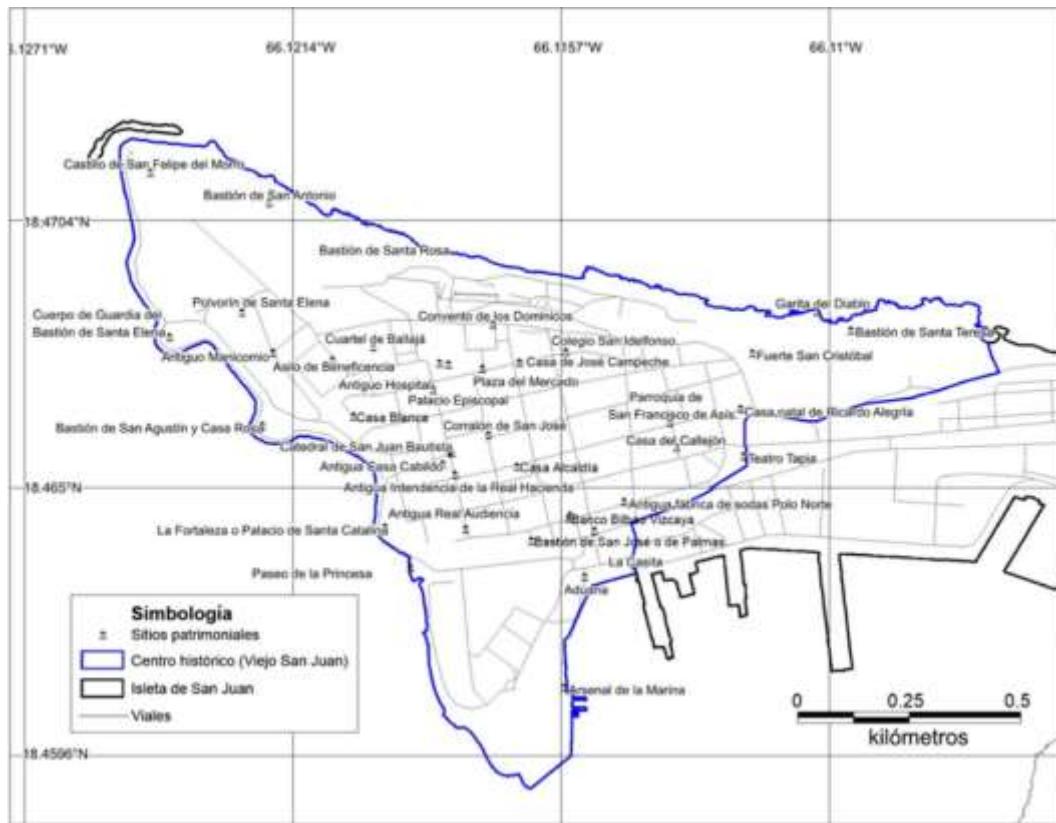 66.1271°W
66.1214°W
66.1157°W
66.11°W
Castillo de San Felipe del Morro
Bastión de San Antonio
18.4704°N
Bastión de Santa Rosa
Polvorín de Santa Elena
Garita del Diablo
Cuerpo de Guardia del
Bastión de Santa Elena
Convento de los Dominicos
Bastión de Santa Teresa
Cuartel de Ballajá
Colegio San Ildelfonso
Antiguo Manicomio
Asilo de Beneficencia
Casa de José Campeche
Fuerte San Cristóbal
Antiguo Hospital
Plaza del Mercado
Palacio Episcopal
Parroquia de
San Francisco de Asís
Casa Blanca
Casa natal de Ricardo Alegría
Bastión de San Agustín y Casa Rosa
Corralón de San José
Catedral de San Juan Bautista
Casa del Callejón
Teatro Tapia
Antigua Casa Cabildo
Casa Alcaldía
18.465°N
Antigua Intendencia de la Real Hacienda
Antigua fábrica de sodas Polo Norte
Antigua Real Audiencia
Banco Bilbao Vizcaya
La Fortaleza o Palacio de Santa Catalina
Bastión de San José o de Palmas
La Casita
Paseo de la Princesa
Aduana
Simbología
Sitios patrimoniales
Centro histórico (Viejo San Juan)
Isleta de San Juan
Viales
Arsenal de la Marina
0 0.25 0.5
kilómetros
18.4596°N